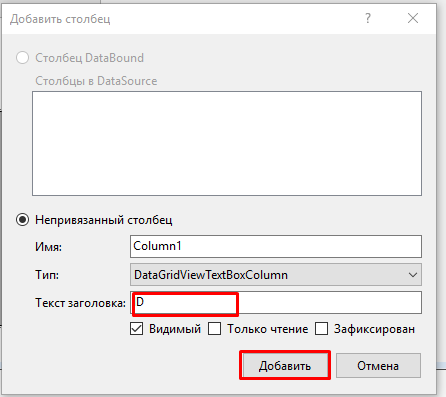 Добавить столбец
Столбец DataBound
Столбцы в DataSource
Непривязанный столбец
Имя: Column1
Тип: DataGridViewTextBoxColumn
Текст заголовка: D
Видимый Только чтение Зафиксирован
Добавить Отмена